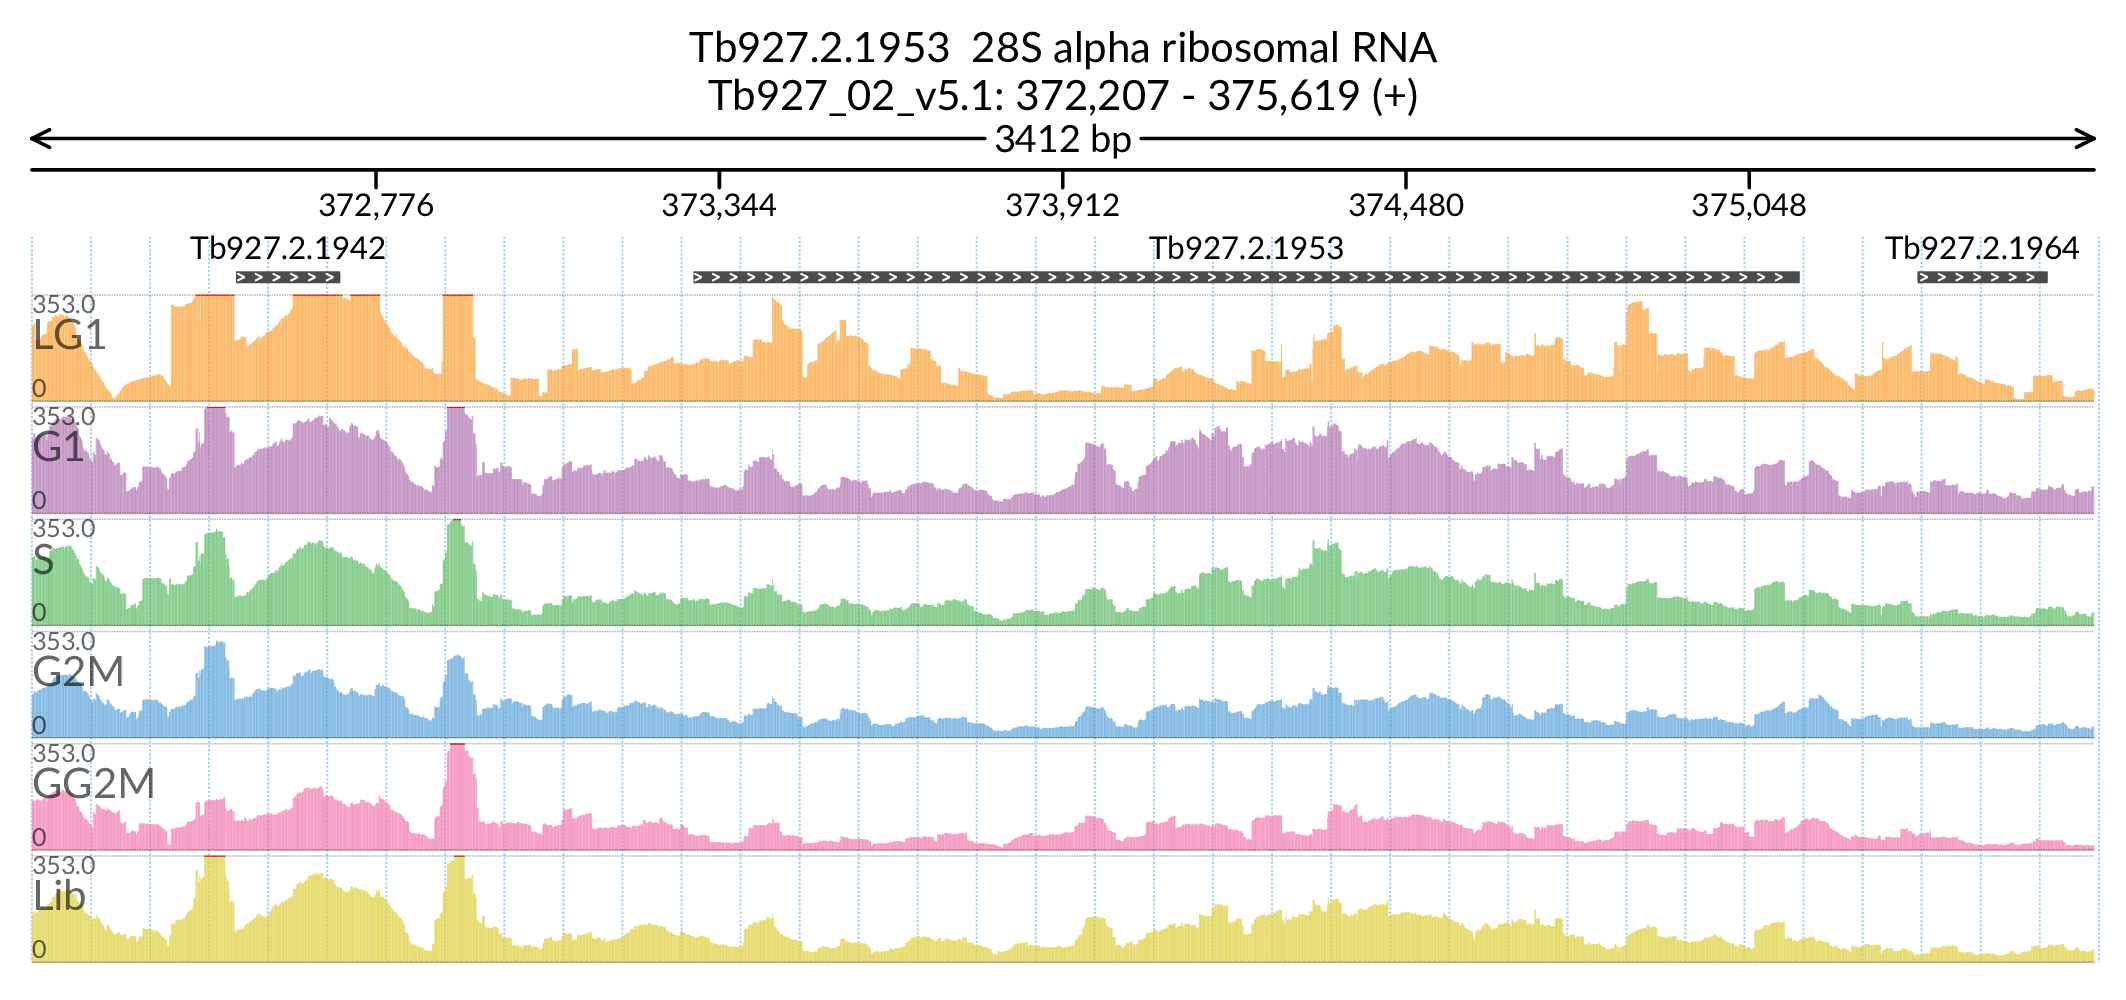 Tb927.2.1953  28S alpha ribosomal RNA
Tb927_02_v5.1: 372,207 - 375,619 (+)
3412 bp
372,776 373,344 373,912 374,480 375,048
Tb927.2.1942 Tb927.2.1953 Tb927.2.1964
353.0
LG1
0
353.0
G1
0
353.0
S
0
353.0
G2M
0
353.0
GG2M
0
353.0
Lib
0